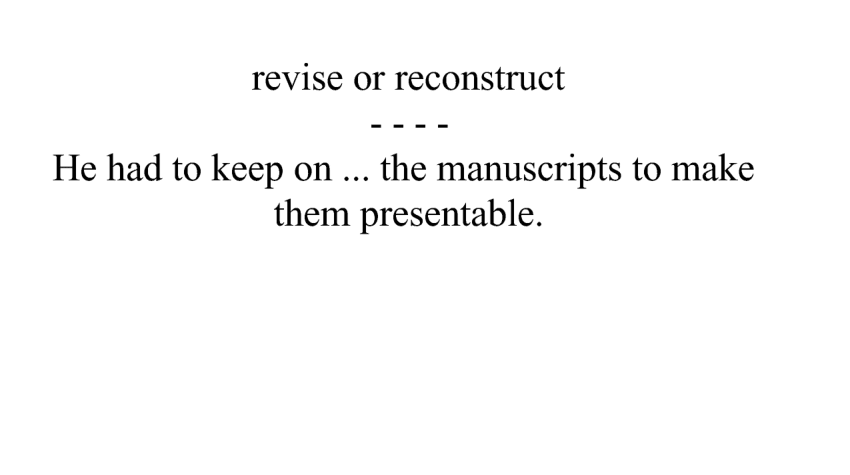 revise or reconstruct
- - - -
He had to keep on ... the manuscripts to make
them presentable.